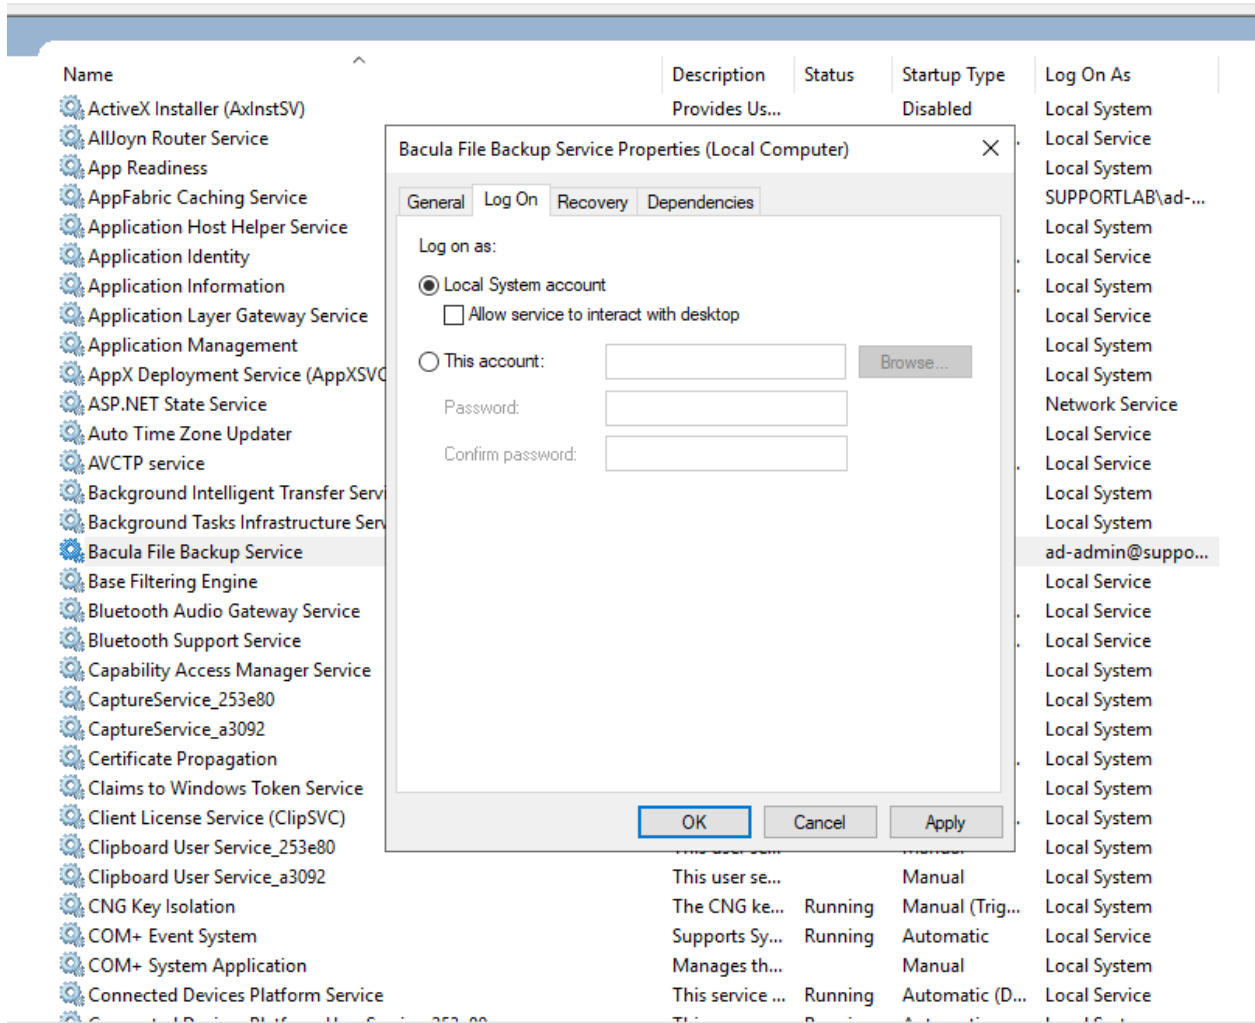 Name Description Status Startup Type Log On As
ActiveX Installer (AxInstSV) Provides Us... Disabled Local System
AllJoyn Router Service Local Service
App Readiness Local System
AppFabric Caching Service SUPPORTLAB\ad-...
Application Host Helper Service Local System
Application Identity Local Service
Application Information Local System
Application Layer Gateway Service Local Service
Application Management Local System
AppX Deployment Service (AppXSVC Local System
ASP.NET State Service Network Service
Auto Time Zone Updater Local Service
AVCTP service Local Service
Background Intelligent Transfer Servi Local System
Background Tasks Infrastructure Serv Local System
Bacula File Backup Service ad-admin@suppo...
Base Filtering Engine Local Service
Bluetooth Audio Gateway Service Local Service
Bluetooth Support Service Local Service
Capability Access Manager Service Local System
CaptureService_253e80 Local System
CaptureService_a3092 Local System
Certificate Propagation Local System
Claims to Windows Token Service Local System
Client License Service (ClipSVC) Local System
Clipboard User Service_253e80 Local System
Clipboard User Service_a3092 This user se... Manual Local System
CNG Key Isolation The CNG ke... Running Manual (Trig... Local System
COM+ Event System Supports Sy... Running Automatic Local Service
COM+ System Application Manages th... Manual Local System
Connected Devices Platform Service This service ... Running Automatic (D... Local Service
Bacula File Backup Service Properties (Local Computer)
General Log On Recovery Dependencies
Log on as:
Local System account
Allow service to interact with desktop
This account: Browse...
Password:
Confirm password:
OK Cancel Apply